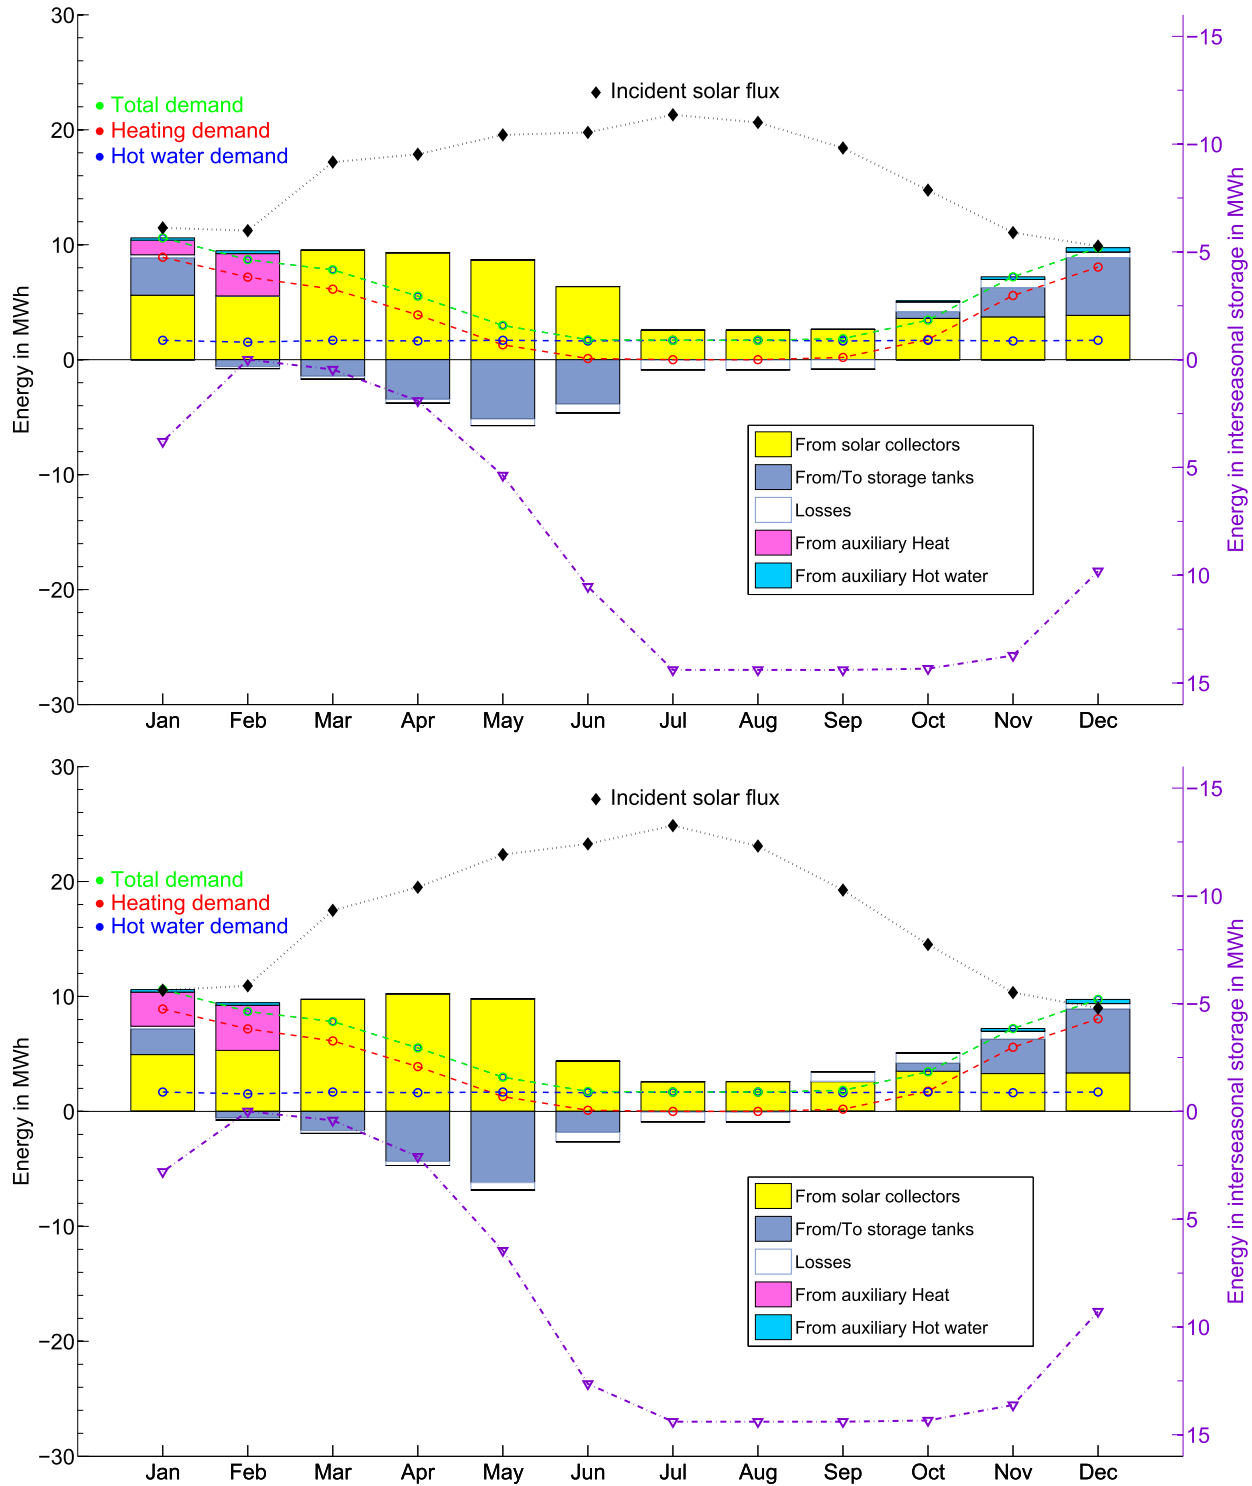 30
20
10
0
−10
−20
−30
Energy in MWh
Incident solar flux
Total demand
Heating demand
Hot water demand
From solar collectors
From/To storage tanks
Losses
From auxiliary Heat
From auxiliary Hot water
−15
−10
−5
0
5
10
15
Energy in interseasonal storage in MWh
Jan Feb Mar Apr May Jun Jul Aug Sep Oct Nov Dec
30
20
10
0
−10
−20
−30
Energy in MWh
Incident solar flux
Total demand
Heating demand
Hot water demand
From solar collectors
From/To storage tanks
Losses
From auxiliary Heat
From auxiliary Hot water
−15
−10
−5
0
5
10
15
Energy in interseasonal storage in MWh
Jan Feb Mar Apr May Jun Jul Aug Sep Oct Nov Dec